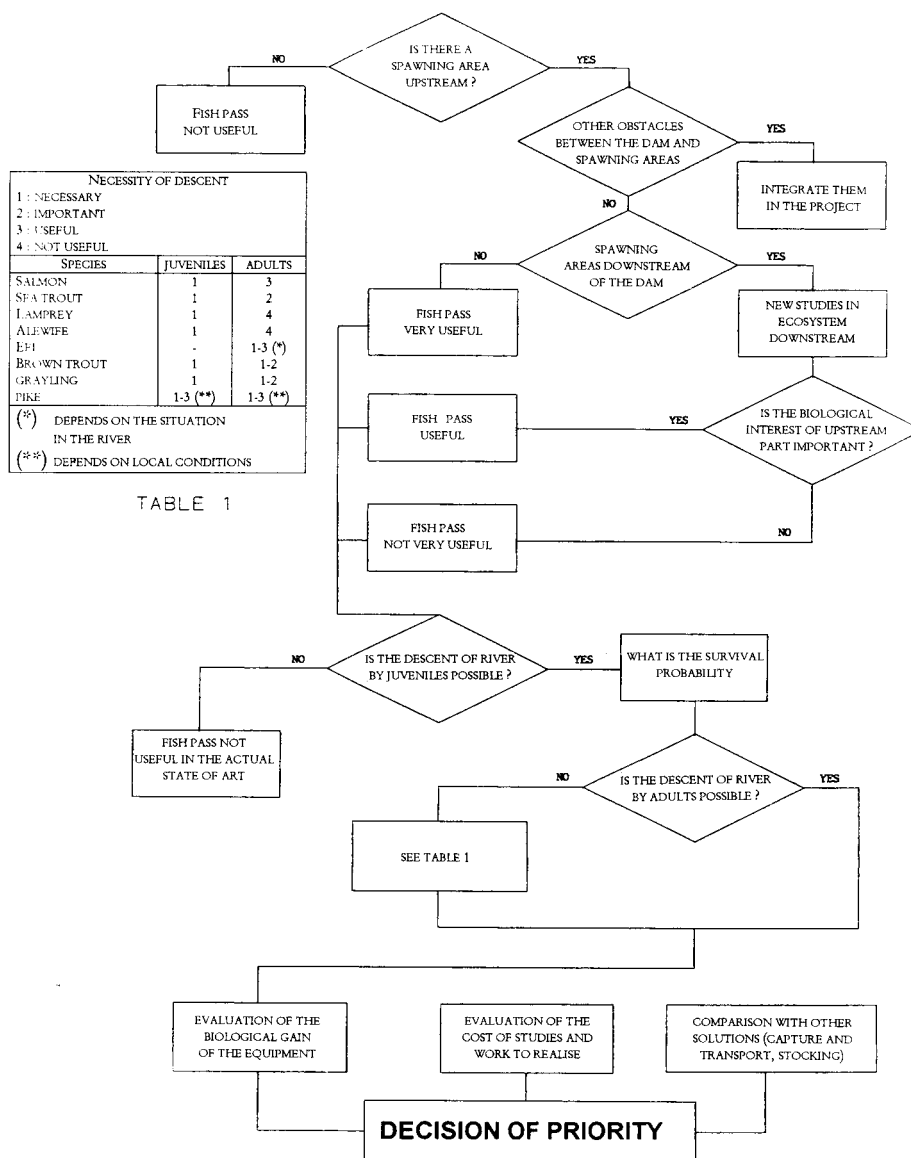 IS THERE A
SPAWNING AREA
UPSTREAM ?
NO
YES
FISH PASS
NOT USEFUL
OTHER OBSTACLES
BETWEEN THE DAM AND
SPAWNING AREAS
YES
INTEGRATE THEM
IN THE PROJECT
NO
NECESSITY OF DESCENT
1 : NECESSARY
2 : IMPORTANT
3 : USEFUL
4 : NOT USEFUL
SPECIES JUVENILES ADULTS
SALMON 1 3
SEA TROUT 1 2
LAMPREY 1 4
ALEWIFE 1 4
EEL - 1-3 (*)
BROWN TROUT 1 1-2
GRAYLING 1 1-2
PIKE 1-3 (**) 1-3 (**)
(*) DEPENDS ON THE SITUATION
IN THE RIVER
(**) DEPENDS ON LOCAL CONDITIONS
TABLE 1
SPAWNING
AREAS DOWNSTREAM
OF THE DAM
NO
YES
FISH PASS
VERY USEFUL
NEW STUDIES IN
ECOSYSTEM
DOWNSTREAM
IS THE BIOLOGICAL
INTEREST OF UPSTREAM
PART IMPORTANT ?
YES
FISH PASS
USEFUL
NO
FISH PASS
NOT VERY USEFUL
IS THE DESCENT OF RIVER
BY JUVENILES POSSIBLE ?
NO
YES
WHAT IS THE SURVIVAL
PROBABILITY
FISH PASS NOT
USEFUL IN THE ACTUAL
STATE OF ART
IS THE DESCENT OF RIVER
BY ADULTS POSSIBLE ?
NO
YES
SEE TABLE 1
EVALUATION OF THE
BIOLOGICAL GAIN
OF THE EQUIPMENT
EVALUATION OF THE
COST OF STUDIES AND
WORK TO REALISE
COMPARISON WITH OTHER
SOLUTIONS (CAPTURE AND
TRANSPORT, STOCKING)
DECISION OF PRIORITY